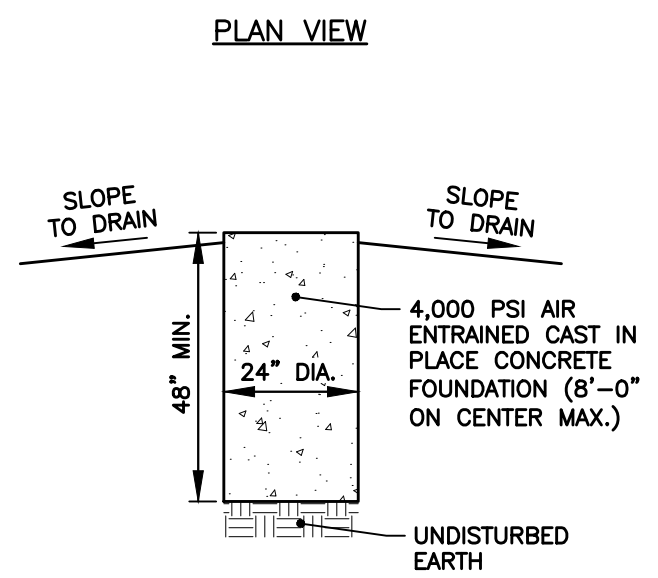 PLAN VIEW
SLOPE
TO DRAIN
SLOPE
TO DRAIN
48" MIN.
24" DIA.
4,000 PSI AIR
ENTRAINED CAST IN
PLACE CONCRETE
FOUNDATION (8'-0"
ON CENTER MAX.)
UNDISTURBED
EARTH